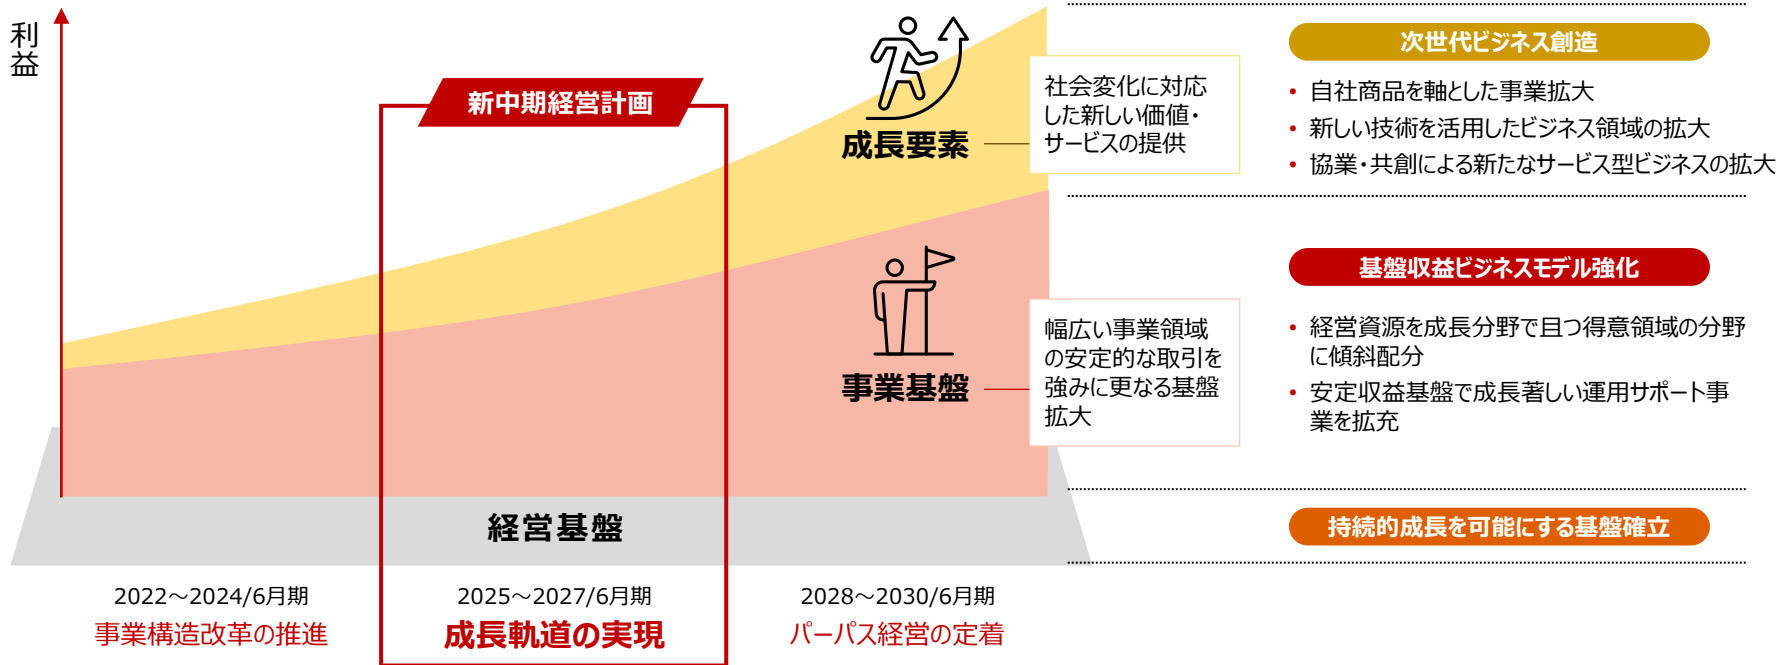 利益
新中期経営計画
成長要素
社会変化に対応
した新しい価値・
サービスの提供
事業基盤
幅広い事業領域
の安定的な取引を
強みに更なる基盤
拡大
経営基盤
2022～2024/6月期
事業構造改革の推進
2025～2027/6月期
成長軌道の実現
2028～2030/6月期
パーパス経営の定着
次世代ビジネス創造
• 自社商品を軸とした事業拡大
• 新しい技術を活用したビジネス領域の拡大
• 協業・共創による新たなサービス型ビジネスの拡大
基盤収益ビジネスモデル強化
• 経営資源を成長分野で且つ得意領域の分野
に傾斜配分
• 安定収益基盤で成長著しい運用サポート事
業を拡充
持続的成長を可能にする基盤確立